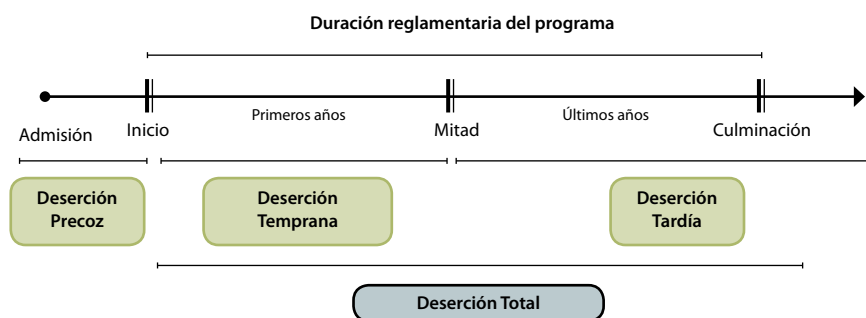 Duración reglamentaria del programa
Primeros años
Últimos años
Admisión
Inicio
Mitad
Culminación
Deserción
Precoz
Deserción
Temprana
Deserción
Tardía
Deserción Total